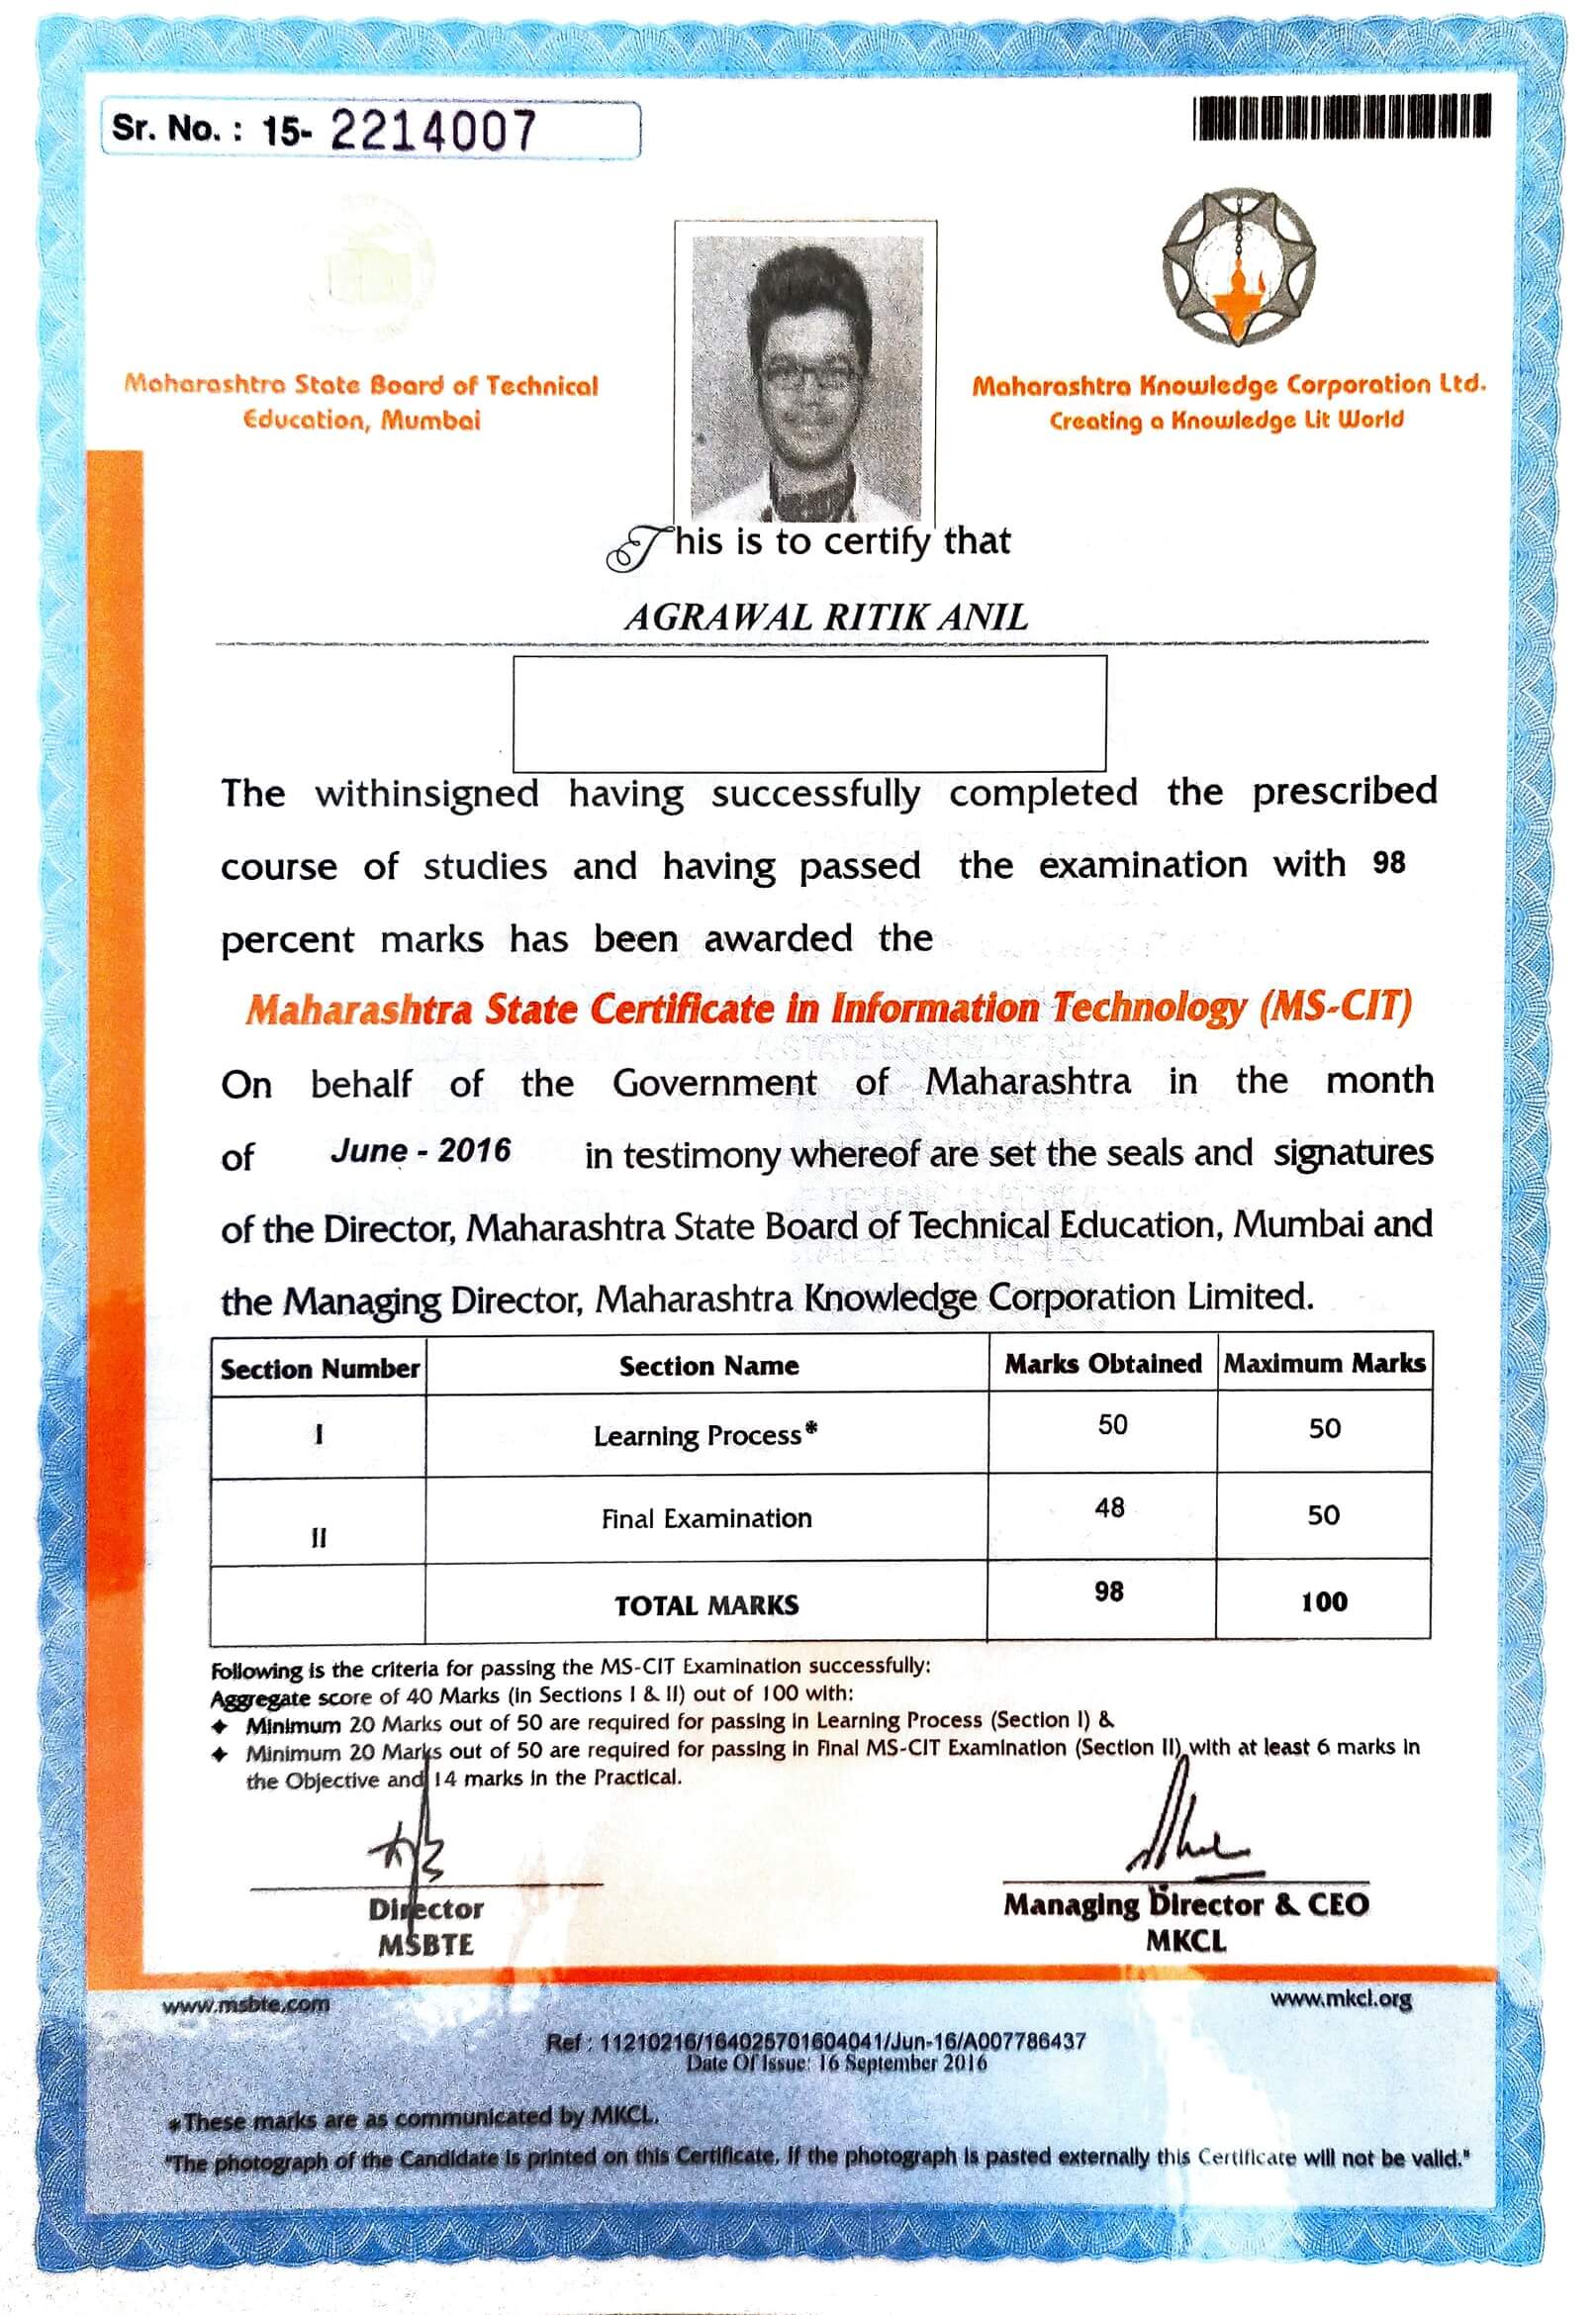 Sr. No. : 15- 2214007
Maharashtra State Board of Technical
Education, Mumbai
Maharashtra Knowledge Corporation Ltd.
Creating a Knowledge Lit World
This is to certify that
AGRAWAL RITIK ANIL
The withinsigned having successfully completed the prescribed
course of studies and having passed the examination with 98
percent marks has been awarded the
Maharashtra State Certificate in Information Technology (MS-CIT)
On behalf of the Government of Maharashtra in the month
of June - 2016 in testimony whereof are set the seals and signatures
of the Director, Maharashtra State Board of Technical Education, Mumbai and
the Managing Director, Maharashtra Knowledge Corporation Limited.
Section Number Section Name Marks Obtained Maximum Marks
I Learning Process* 50 50
II Final Examination 48 50
TOTAL MARKS 98 100
Following is the criteria for passing the MS-CIT Examination successfully:
Aggregate score of 40 Marks (in Sections I & II) out of 100 with:
◆ Minimum 20 Marks out of 50 are required for passing in Learning Process (Section I) &
◆ Minimum 20 Marks out of 50 are required for passing in Final MS-CIT Examination (Section II) with at least 6 marks in
the Objective and 14 marks in the Practical.
Director
MSBTE
Managing Director & CEO
MKCL
www.msbte.com
www.mkcl.org
Ref : 11210216/164026701604041/Jun-16/A007786437
Date Of Issue: 16 September 2016
*These marks are as communicated by MKCL.
"The photograph of the Candidate is printed on this Certificate, If the photograph is pasted externally this Certificate will not be valid."